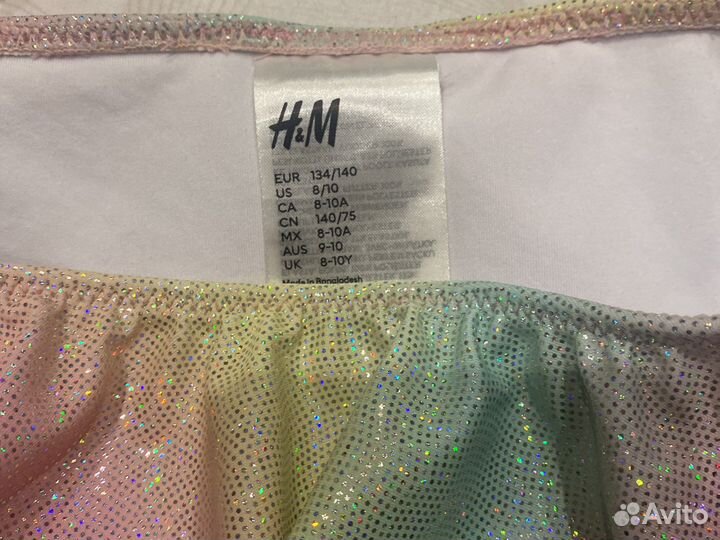 H&M
EUR 134/140
US 8/10
CA 8-10A
CN 140/75
MX 8-10A
AUS 9-10
UK 8-10Y
Made in Bangladesh
Avito